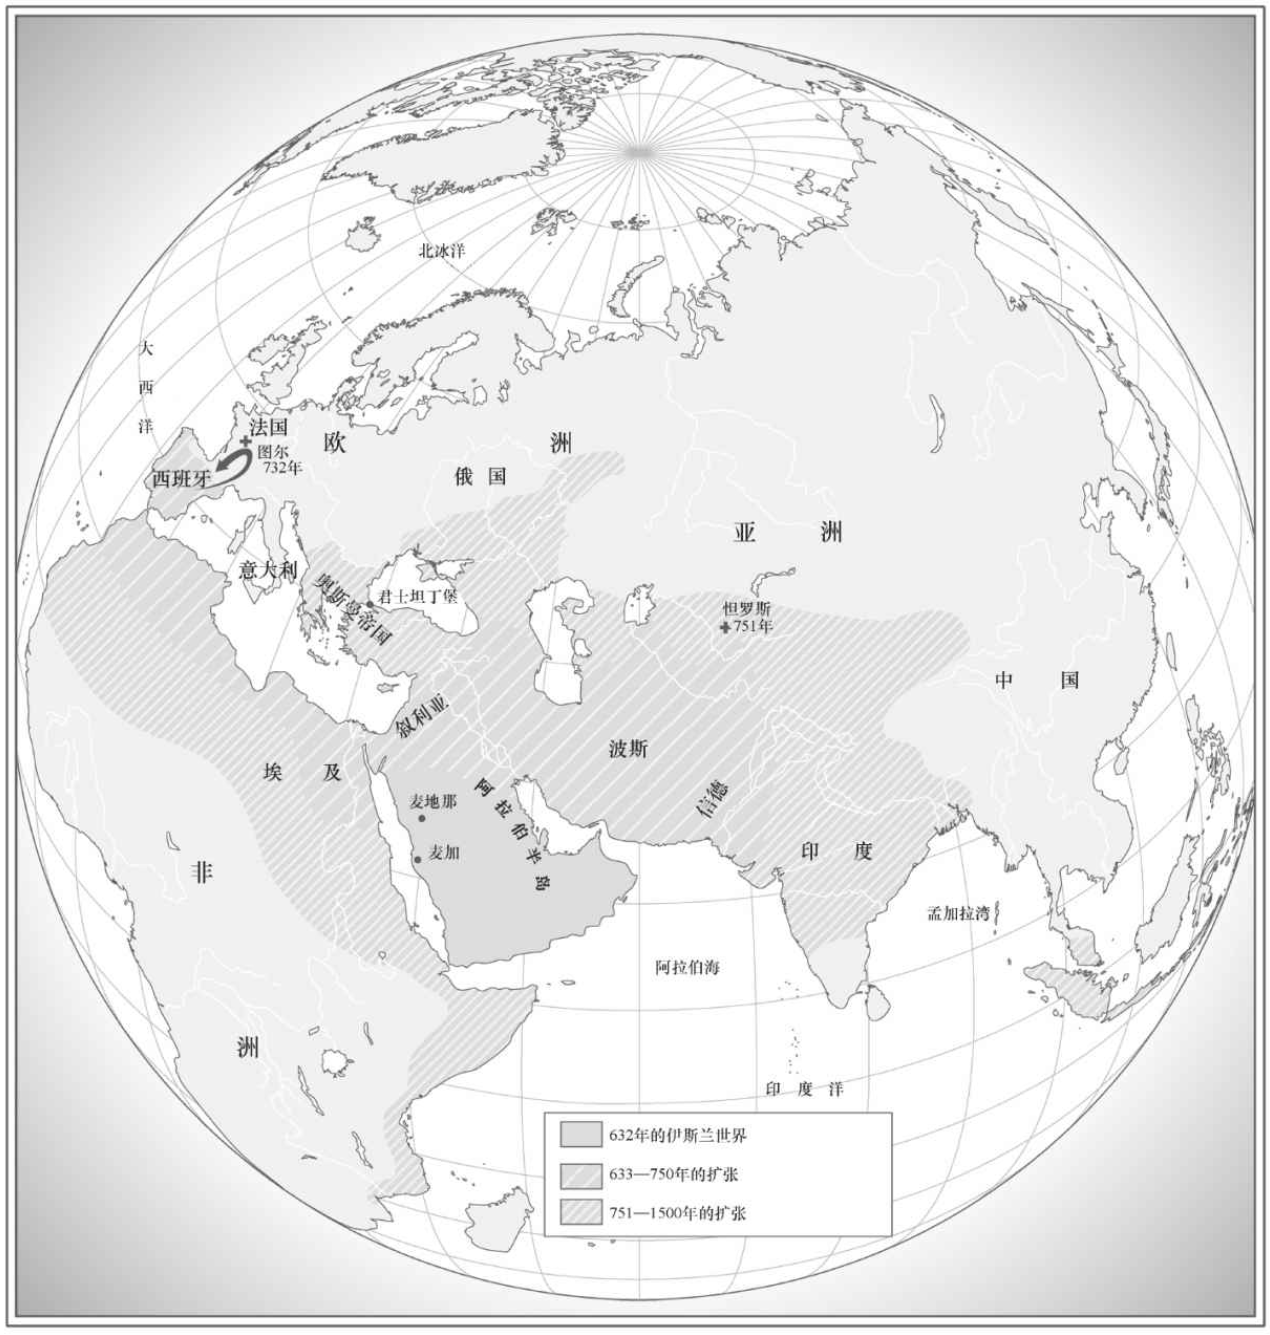 北冰洋
大西洋
法国
图尔
732年
欧洲
俄国
西班牙
亚洲
意大利
奥斯曼帝国
君士坦丁堡
怛罗斯
751年
中国
叙利亚
波斯
埃及
信德
阿拉伯半岛
麦地那
麦加
印度
非洲
孟加拉湾
阿拉伯海
印度洋
632年的伊斯兰世界
633—750年的扩张
751—1500年的扩张